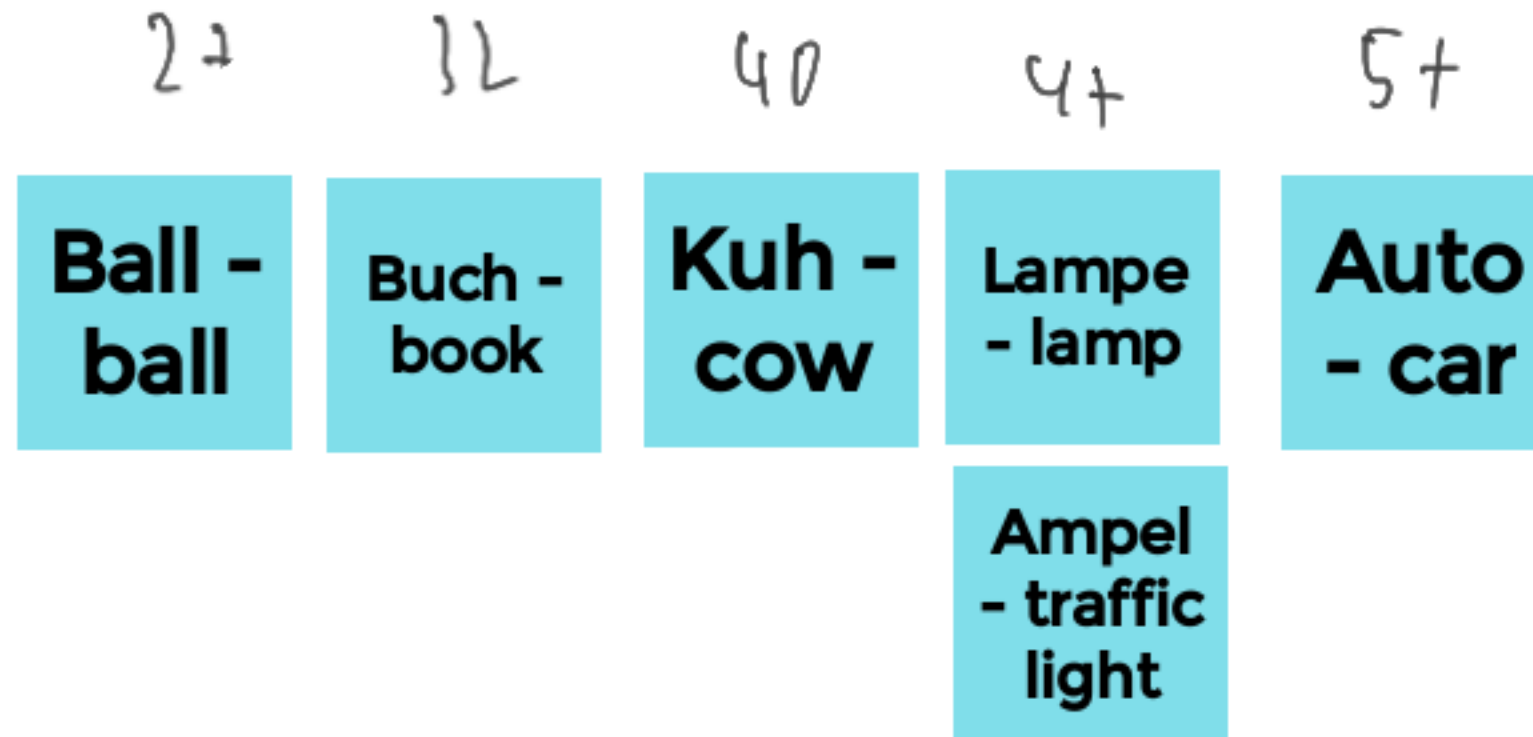 27 32 40 47 57
Ball - Buch - Kuh - Lampe Auto
ball book cow - lamp - car
Ampel
- traffic
light